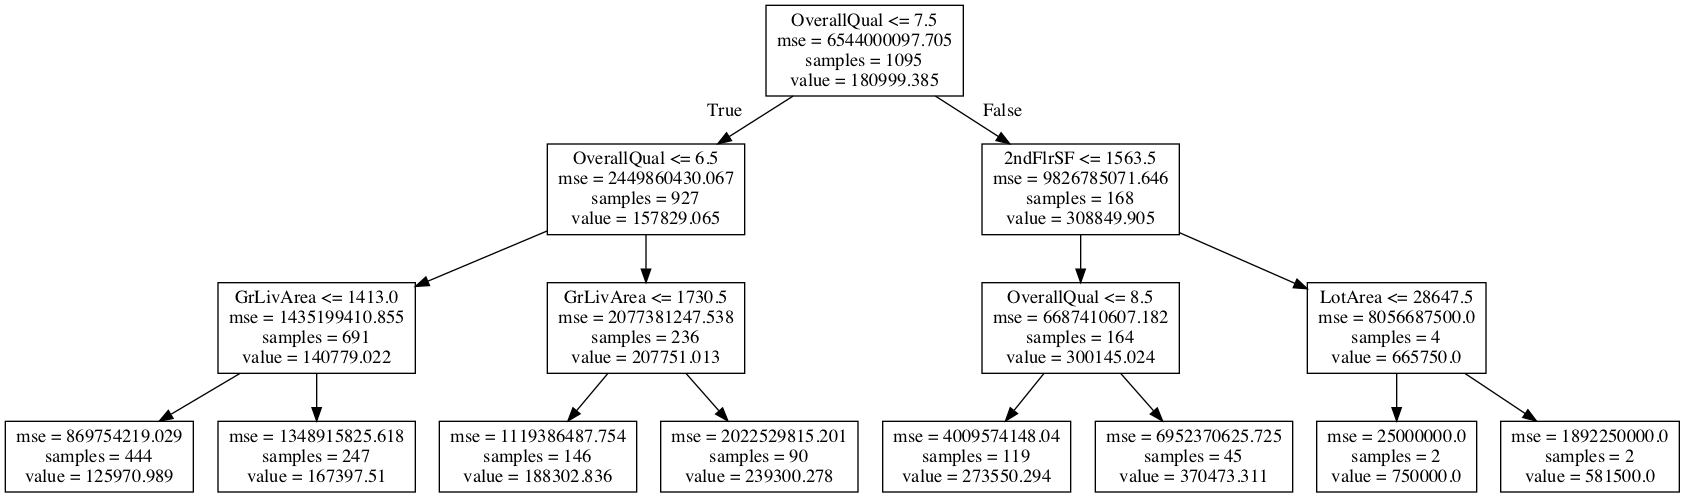 OverallQual <= 7.5
mse = 6544000097.705
samples = 1095
value = 180999.385
True
False
OverallQual <= 6.5
mse = 2449860430.067
samples = 927
value = 157829.065
2ndFlrSF <= 1563.5
mse = 9826785071.646
samples = 168
value = 308849.905
GrLivArea <= 1413.0
mse = 1435199410.855
samples = 691
value = 140779.022
GrLivArea <= 1730.5
mse = 2077381247.538
samples = 236
value = 207751.013
OverallQual <= 8.5
mse = 6687410607.182
samples = 164
value = 300145.024
LotArea <= 28647.5
mse = 8056687500.0
samples = 4
value = 665750.0
mse = 869754219.029
samples = 444
value = 125970.989
mse = 1348915825.618
samples = 247
value = 167397.51
mse = 1119386487.754
samples = 146
value = 188302.836
mse = 2022529815.201
samples = 90
value = 239300.278
mse = 4009574148.04
samples = 119
value = 273550.294
mse = 6952370625.725
samples = 45
value = 370473.311
mse = 25000000.0
samples = 2
value = 750000.0
mse = 1892250000.0
samples = 2
value = 581500.0